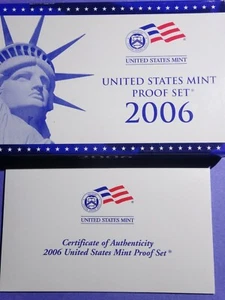 UNITED STATES MINT
UNITED STATES MINT
PROOF SET®
2006
UNITED STATES MINT
Certificate of Authenticity
2006 United States Mint Proof Set®